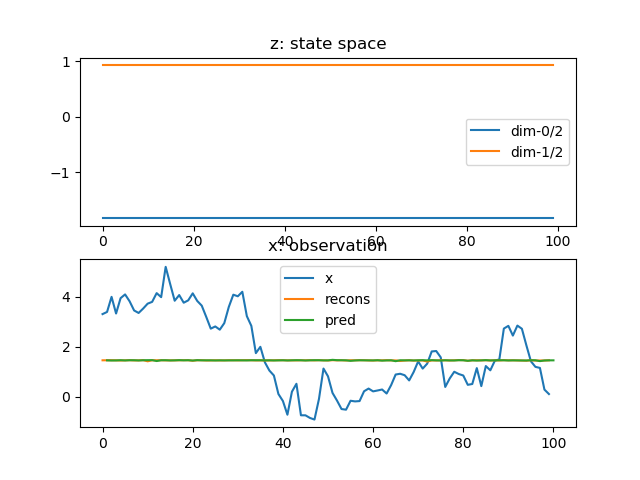 z: state space
1
0
−1
dim-0/2
dim-1/2
0 20 40 60 80 100
x: observation
4
2
0
x
recons
pred
0 20 40 60 80 100